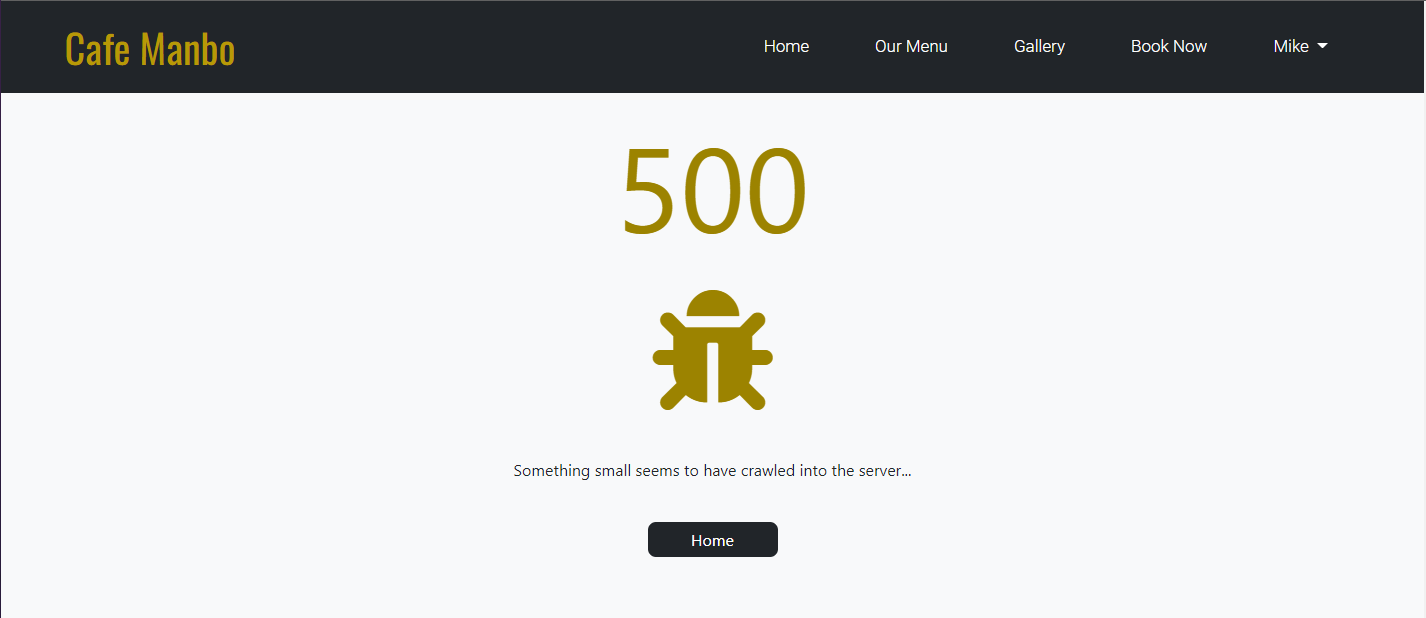 Cafe Manbo
Home Our Menu Gallery Book Now Mike
500
Something small seems to have crawled into the server...
Home